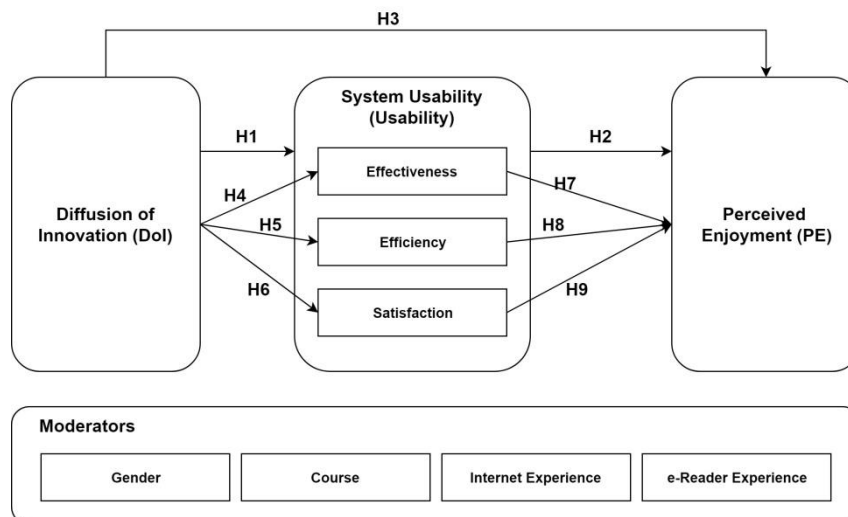 H3
System Usability
(Usability)
H1
H2
Effectiveness
H4
H7
Diffusion of
Innovation (DoI)
H5
Efficiency
H8
Perceived
Enjoyment (PE)
H6
Satisfaction
H9
Moderators
Gender
Course
Internet Experience
e-Reader Experience